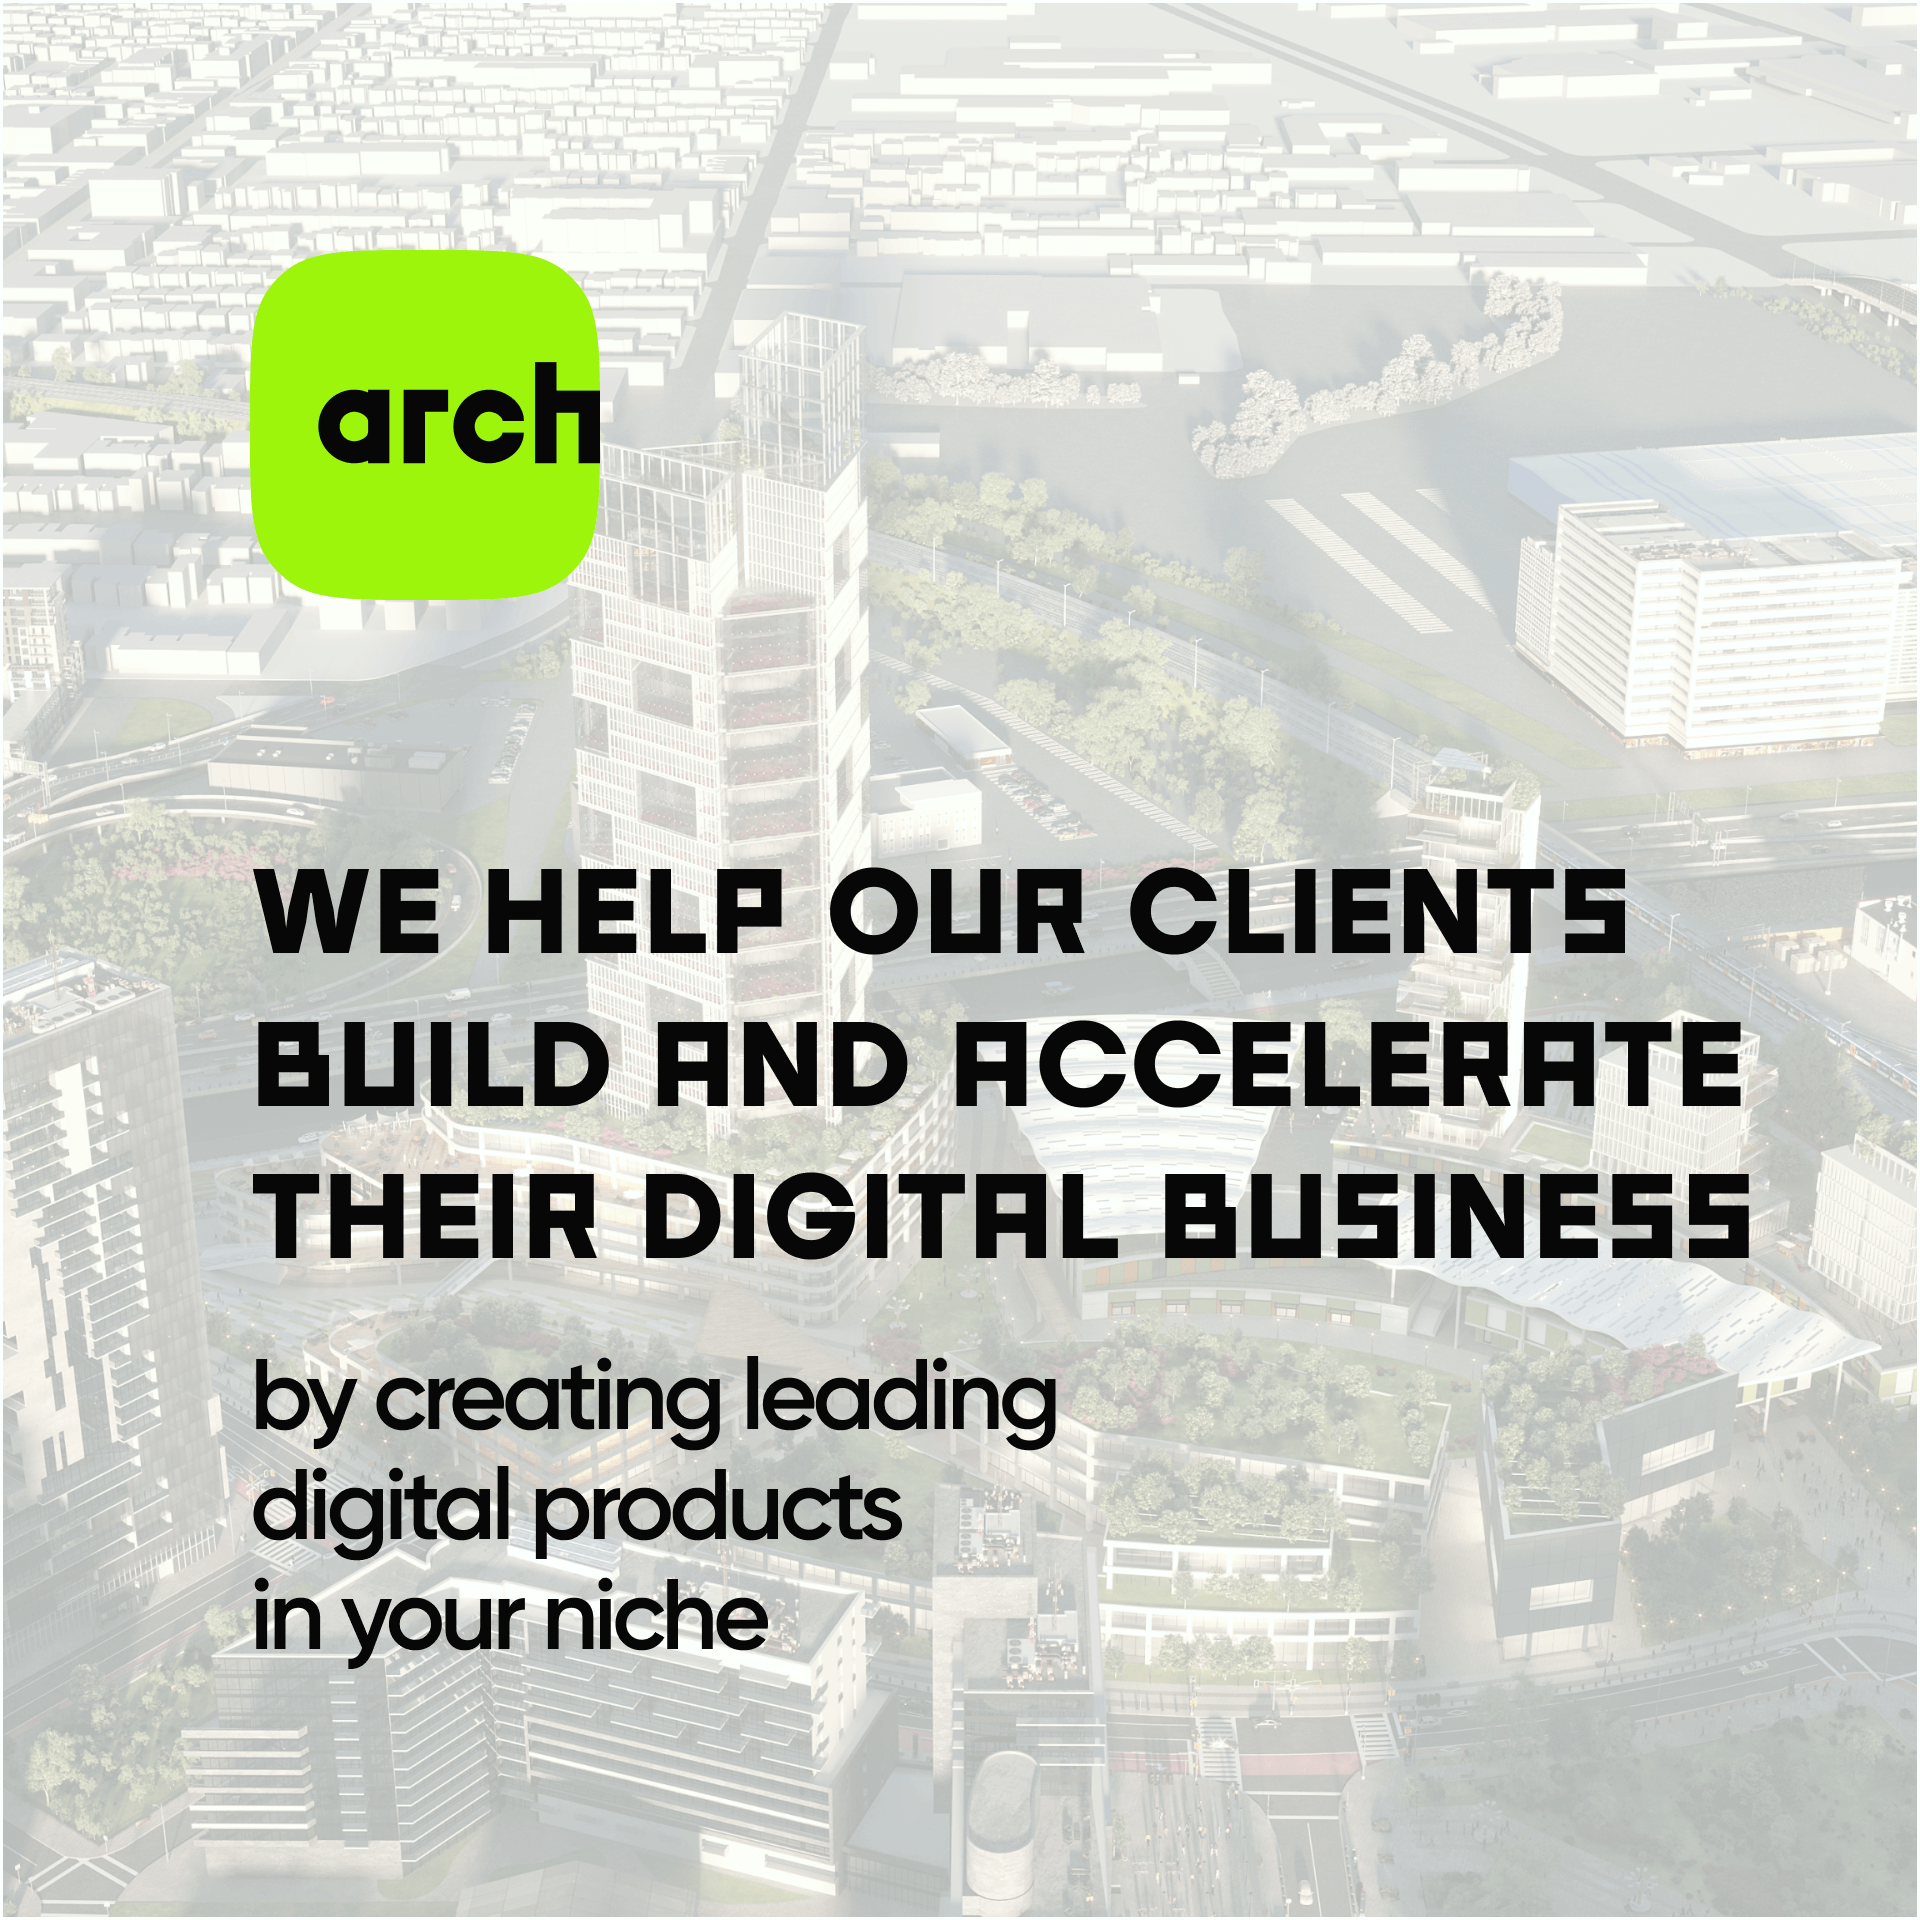 arch
WE HELP OUR CLIENTS
BUILD AND ACCELERATE
THEIR DIGITAL BUSINESS
by creating leading
digital products
in your niche